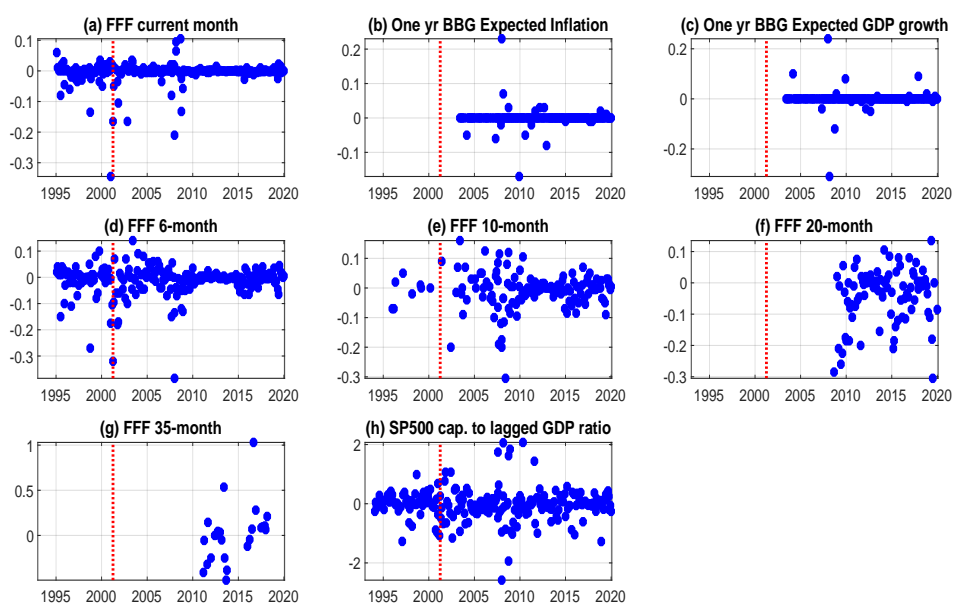 (a) FFF current month
0.1
0
-0.1
-0.2
-0.3
1995 2000 2005 2010 2015 2020
(b) One yr BBG Expected Inflation
0.2
0.1
0
-0.1
1995 2000 2005 2010 2015 2020
(c) One yr BBG Expected GDP growth
0.2
0
-0.2
1995 2000 2005 2010 2015 2020
(d) FFF 6-month
0.1
0
-0.1
-0.2
-0.3
1995 2000 2005 2010 2015 2020
(e) FFF 10-month
0.1
0
-0.1
-0.2
-0.3
1995 2000 2005 2010 2015 2020
(f) FFF 20-month
0.1
0
-0.1
-0.2
-0.3
1995 2000 2005 2010 2015 2020
(g) FFF 35-month
1
0.5
0
1995 2000 2005 2010 2015 2020
(h) SP500 cap. to lagged GDP ratio
2
0
-2
1995 2000 2005 2010 2015 2020